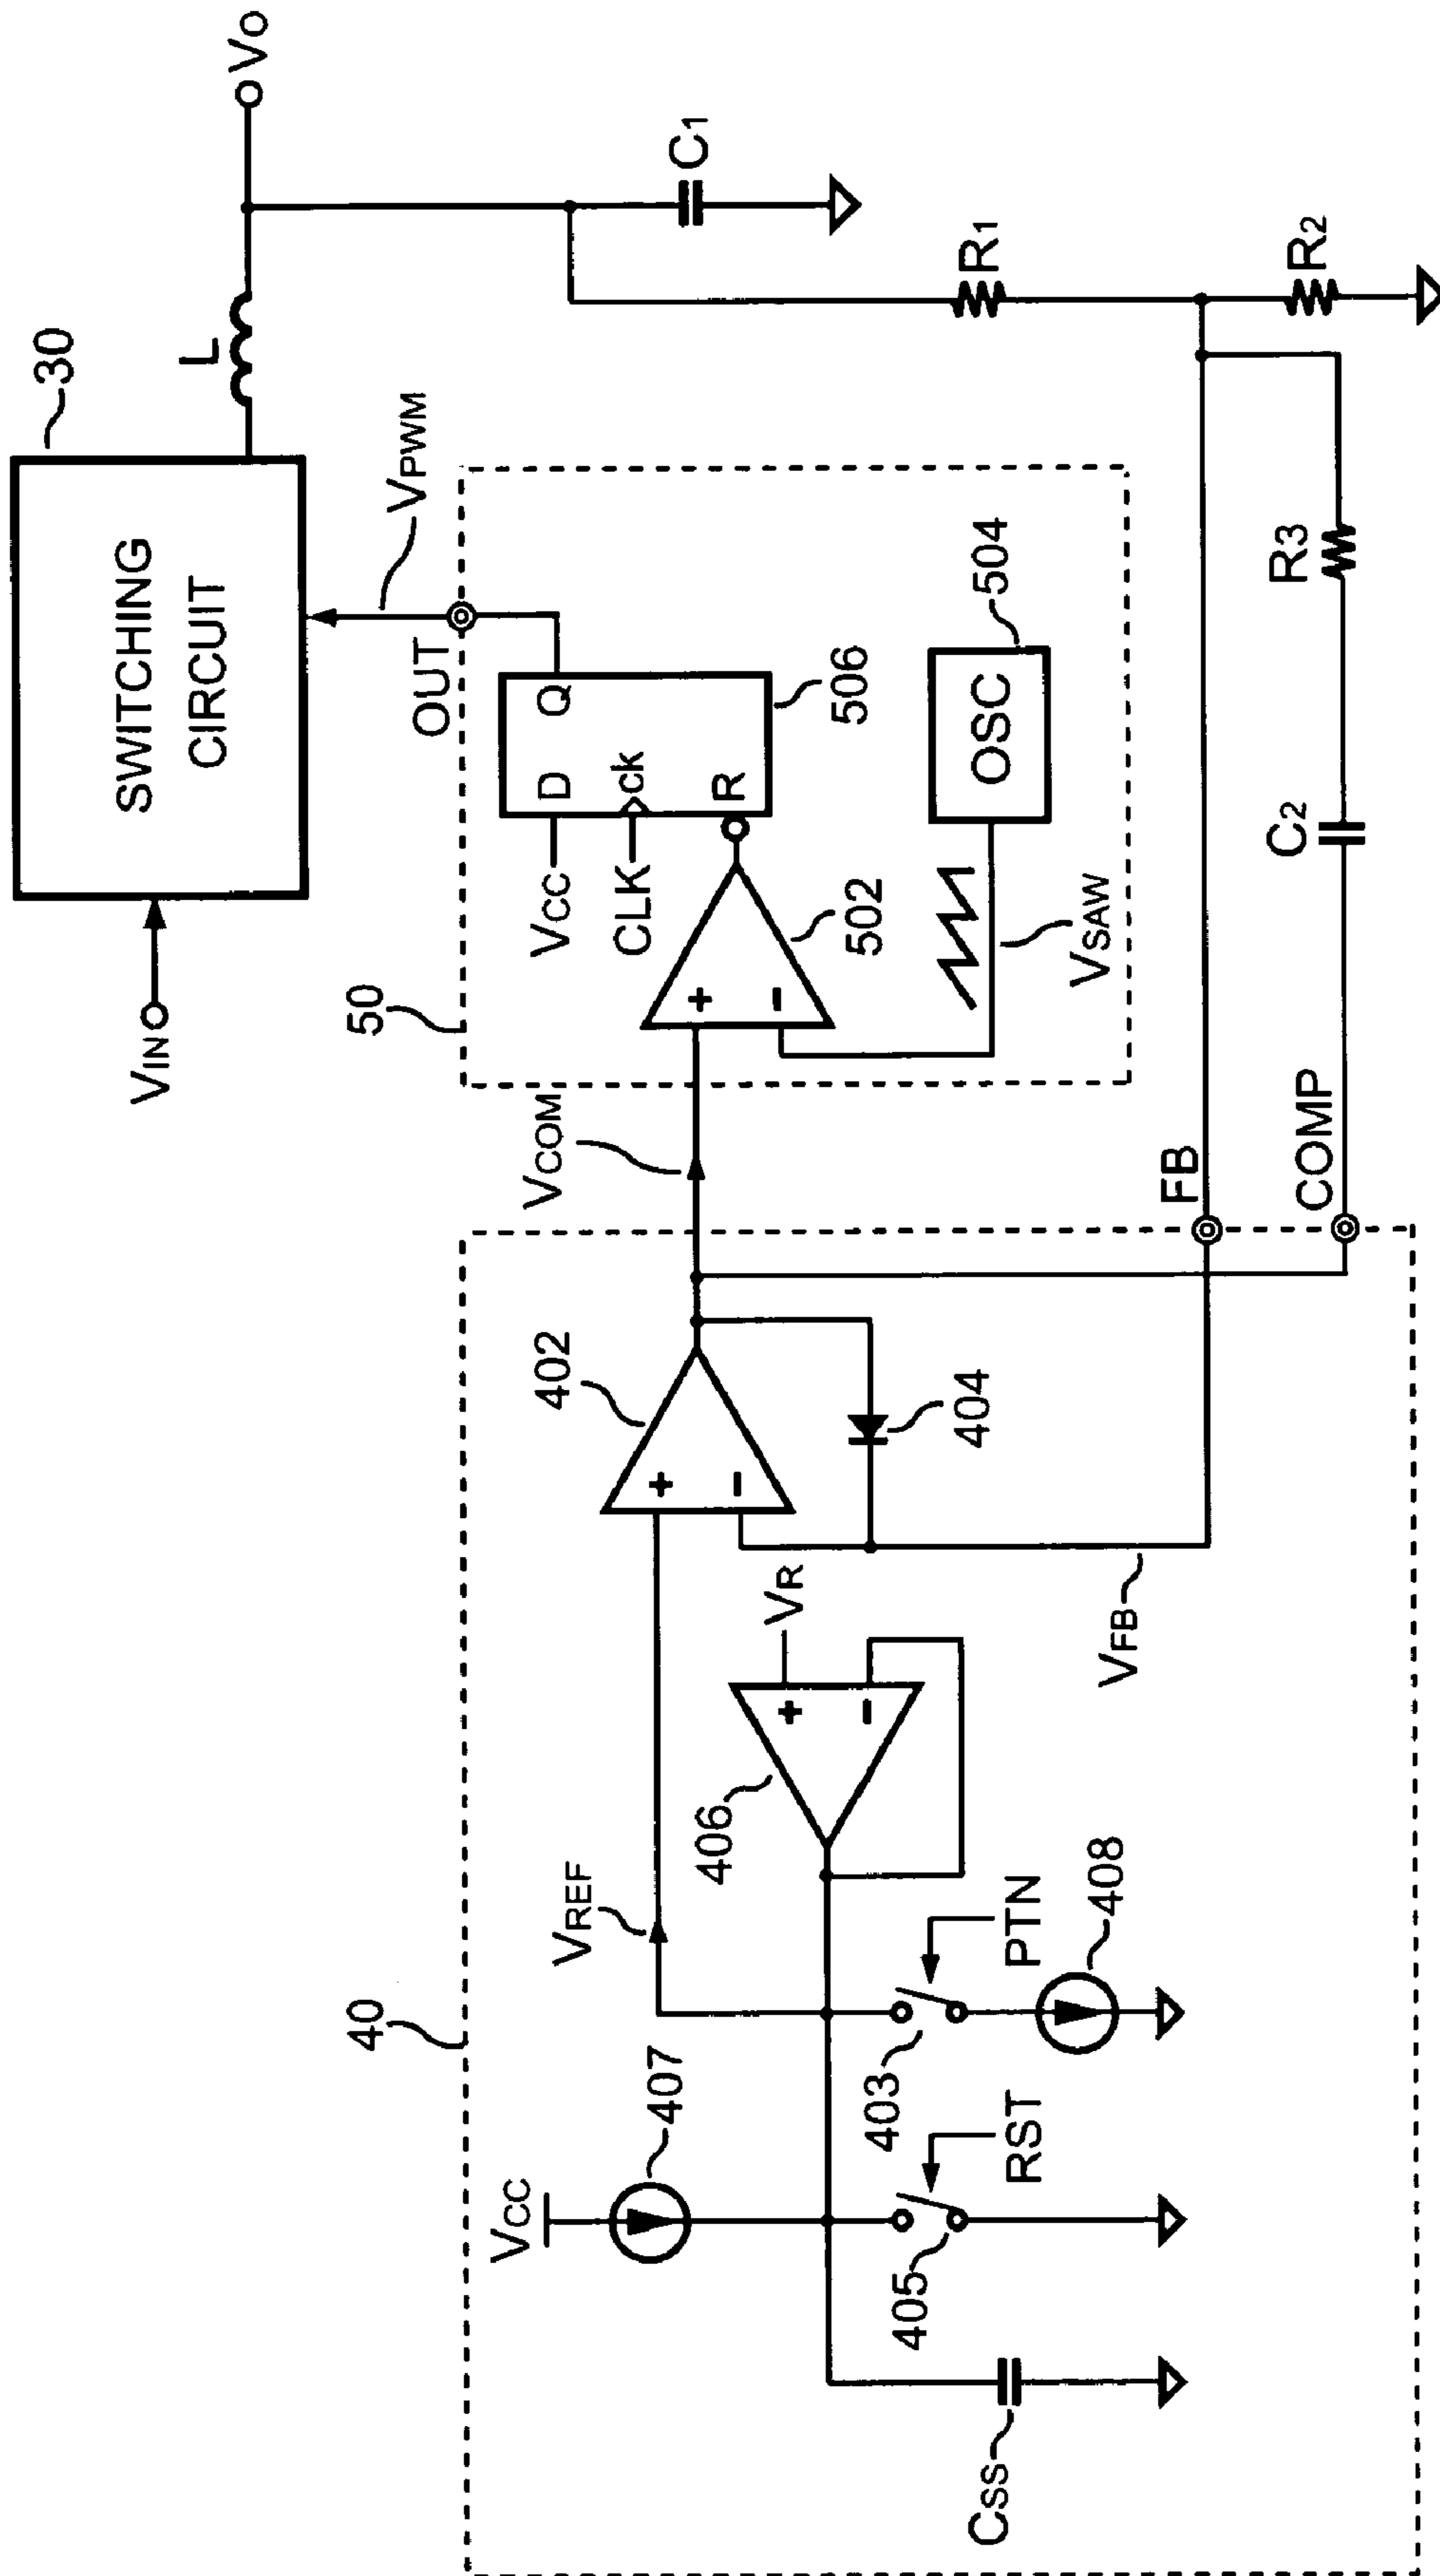 VIN
SWITCHING
CIRCUIT
30
L
VO
C1
R1
R2
VPWM
OUT
50
VCC
CLK
D
Q
ck
R
506
502
OSC
504
VSAW
VCOM
FB
COMP
C2
R3
40
VCC
407
VREF
402
+
−
404
406
VR
+
−
VFB
403
PTN
408
405
RST
CSS
+
−